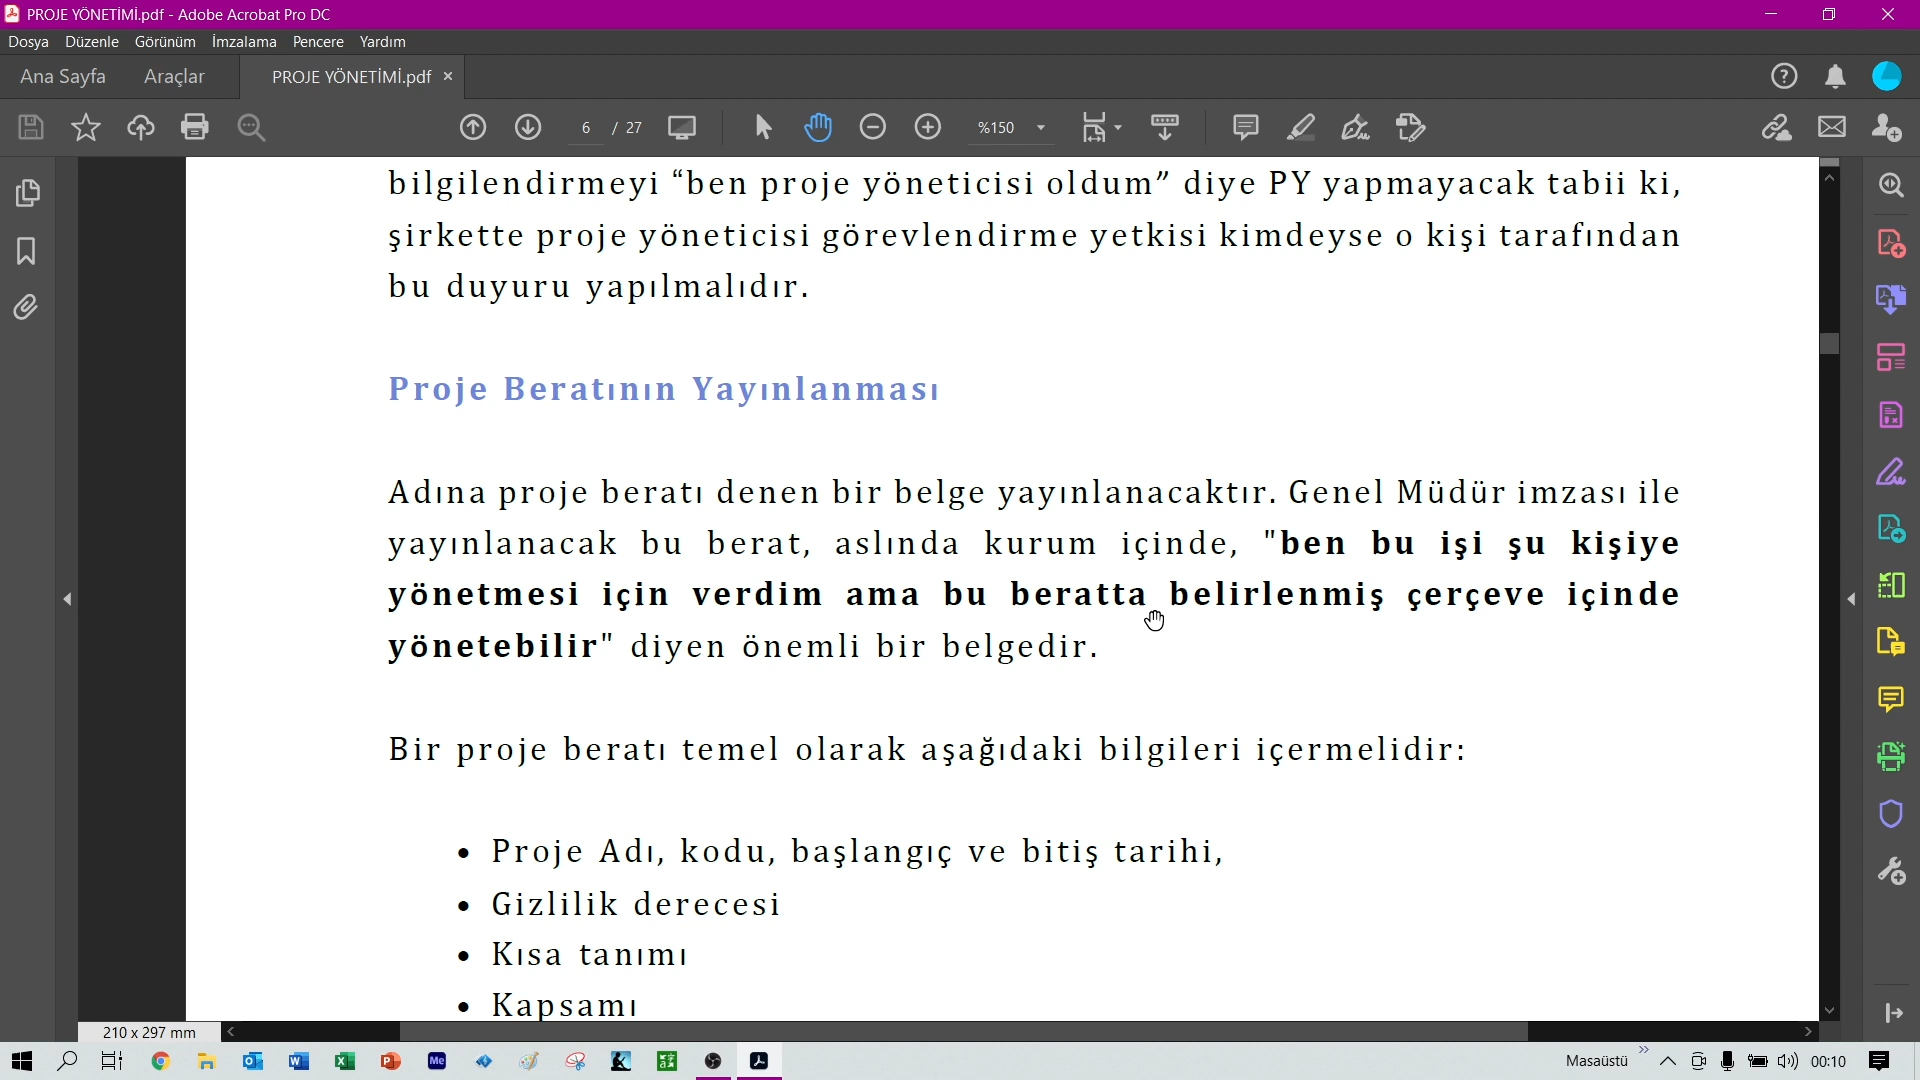 PROJE YÖNETİMİ.pdf - Adobe Acrobat Pro DC
Dosya Düzenle Görünüm İmzalama Pencere Yardım
Ana Sayfa Araçlar PROJE YÖNETİMİ.pdf ×
6 / 27 %150
bilgilendirmeyi “ben proje yöneticisi oldum” diye PY yapmayacak tabii ki,
şirkette proje yöneticisi görevlendirme yetkisi kimdeyse o kişi tarafından
bu duyuru yapılmalıdır.
Proje Beratının Yayınlanması
Adına proje beratı denen bir belge yayınlanacaktır. Genel Müdür imzası ile
yayınlanacak bu berat, aslında kurum içinde, "ben bu işi şu kişiye
yönetmesi için verdim ama bu beratta belirlenmiş çerçeve içinde
yönetebilir" diyen önemli bir belgedir.
Bir proje beratı temel olarak aşağıdaki bilgileri içermelidir:
• Proje Adı, kodu, başlangıç ve bitiş tarihi,
• Gizlilik derecesi
• Kısa tanımı
• Kapsamı
210 x 297 mm
Me
Masaüstü 00:10